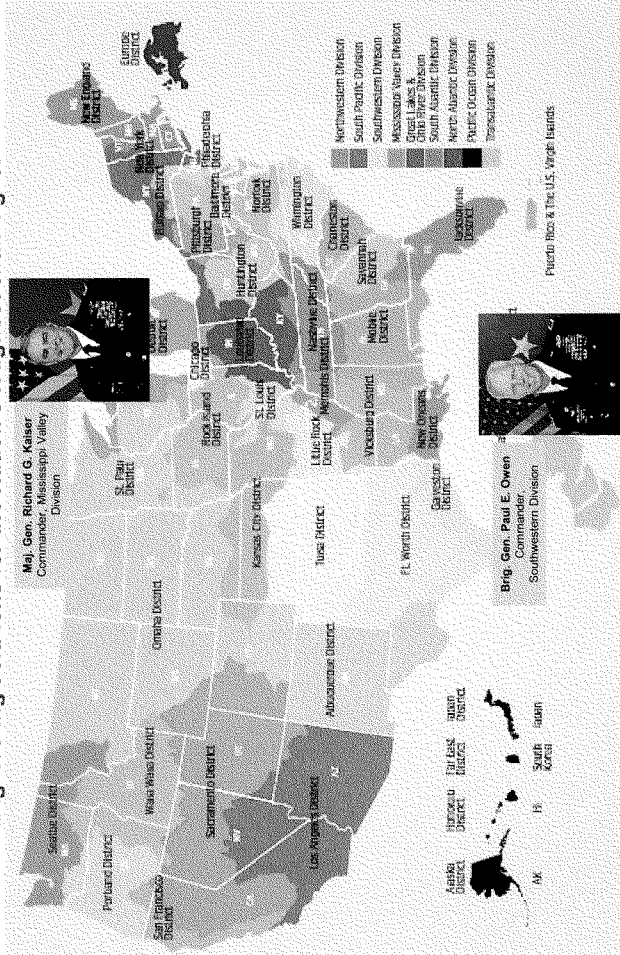 Maj. Gen. Richard G. Kaiser
Commander, Mississippi Valley
Division
Brig. Gen. Paul E. Owen
Commander,
Southwestern Division
Seattle District
Portland District
Walla Walla District
San Francisco
District
Sacramento District
Los Angeles District
Albuquerque District
Omaha District
Kansas City District
Tulsa District
Ft. Worth District
Galveston
District
St. Paul
District
Rock Island
District
Chicago
District
St. Louis
District
Little Rock
District
Memphis District
Vicksburg District
New Orleans
District
Louisville
District
Nashville District
Huntington
District
Pittsburgh
District
Buffalo District
New England
District
New York
District
Philadelphia
District
Baltimore
District
Norfolk
District
Wilmington
District
Charleston
District
Savannah
District
Jacksonville
District
Mobile
District
Europe
District
Alaska
District
AK
Honolulu
District
HI
Far East
District
South
Korea
Japan
District
Japan
NV
AZ
CA
KY
Northwestern Division
South Pacific Division
Southwestern Division
Mississippi Valley Division
Great Lakes &
Ohio River Division
South Atlantic Division
North Atlantic Division
Pacific Ocean Division
Transatlantic Division
Puerto Rico & The U.S. Virgin Islands